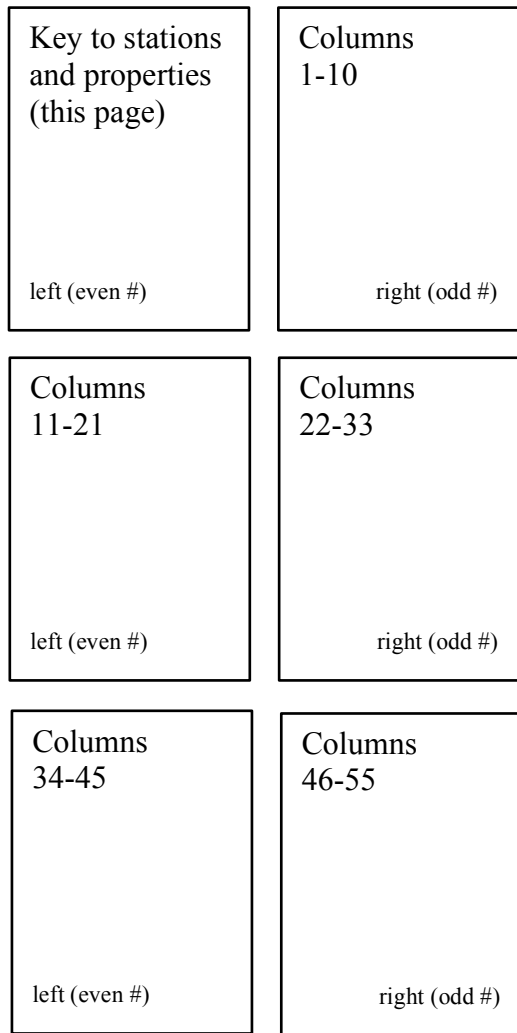 Key to stations
and properties
(this page)
left (even #)
Columns
1-10
right (odd #)
Columns
11-21
left (even #)
Columns
22-33
right (odd #)
Columns
34-45
left (even #)
Columns
46-55
right (odd #)